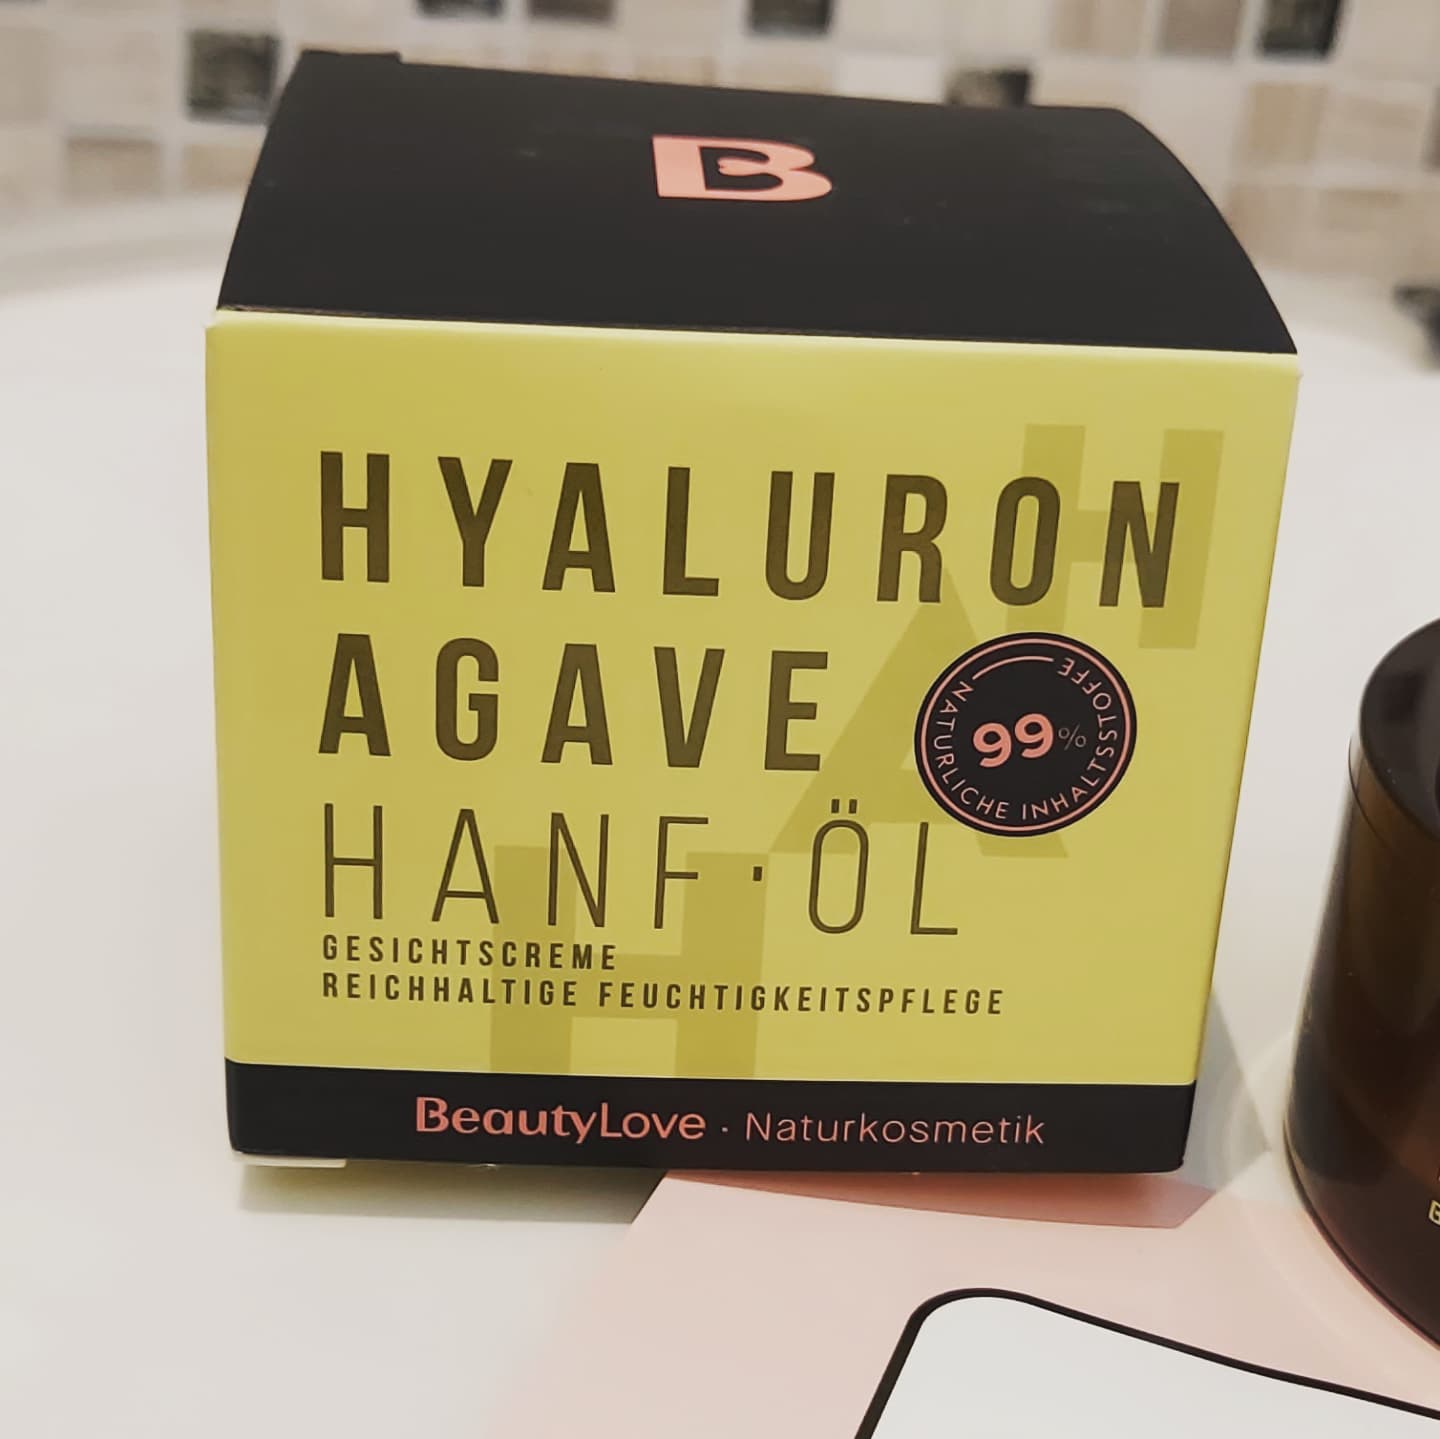 B
HYALURON
AGAVE
HANF·ÖL
GESICHTSCREME
REICHHALTIGE FEUCHTIGKEITSPFLEGE
NATÜRLICHE INHALTSSTOFFE
99%
BeautyLove · Naturkosmetik